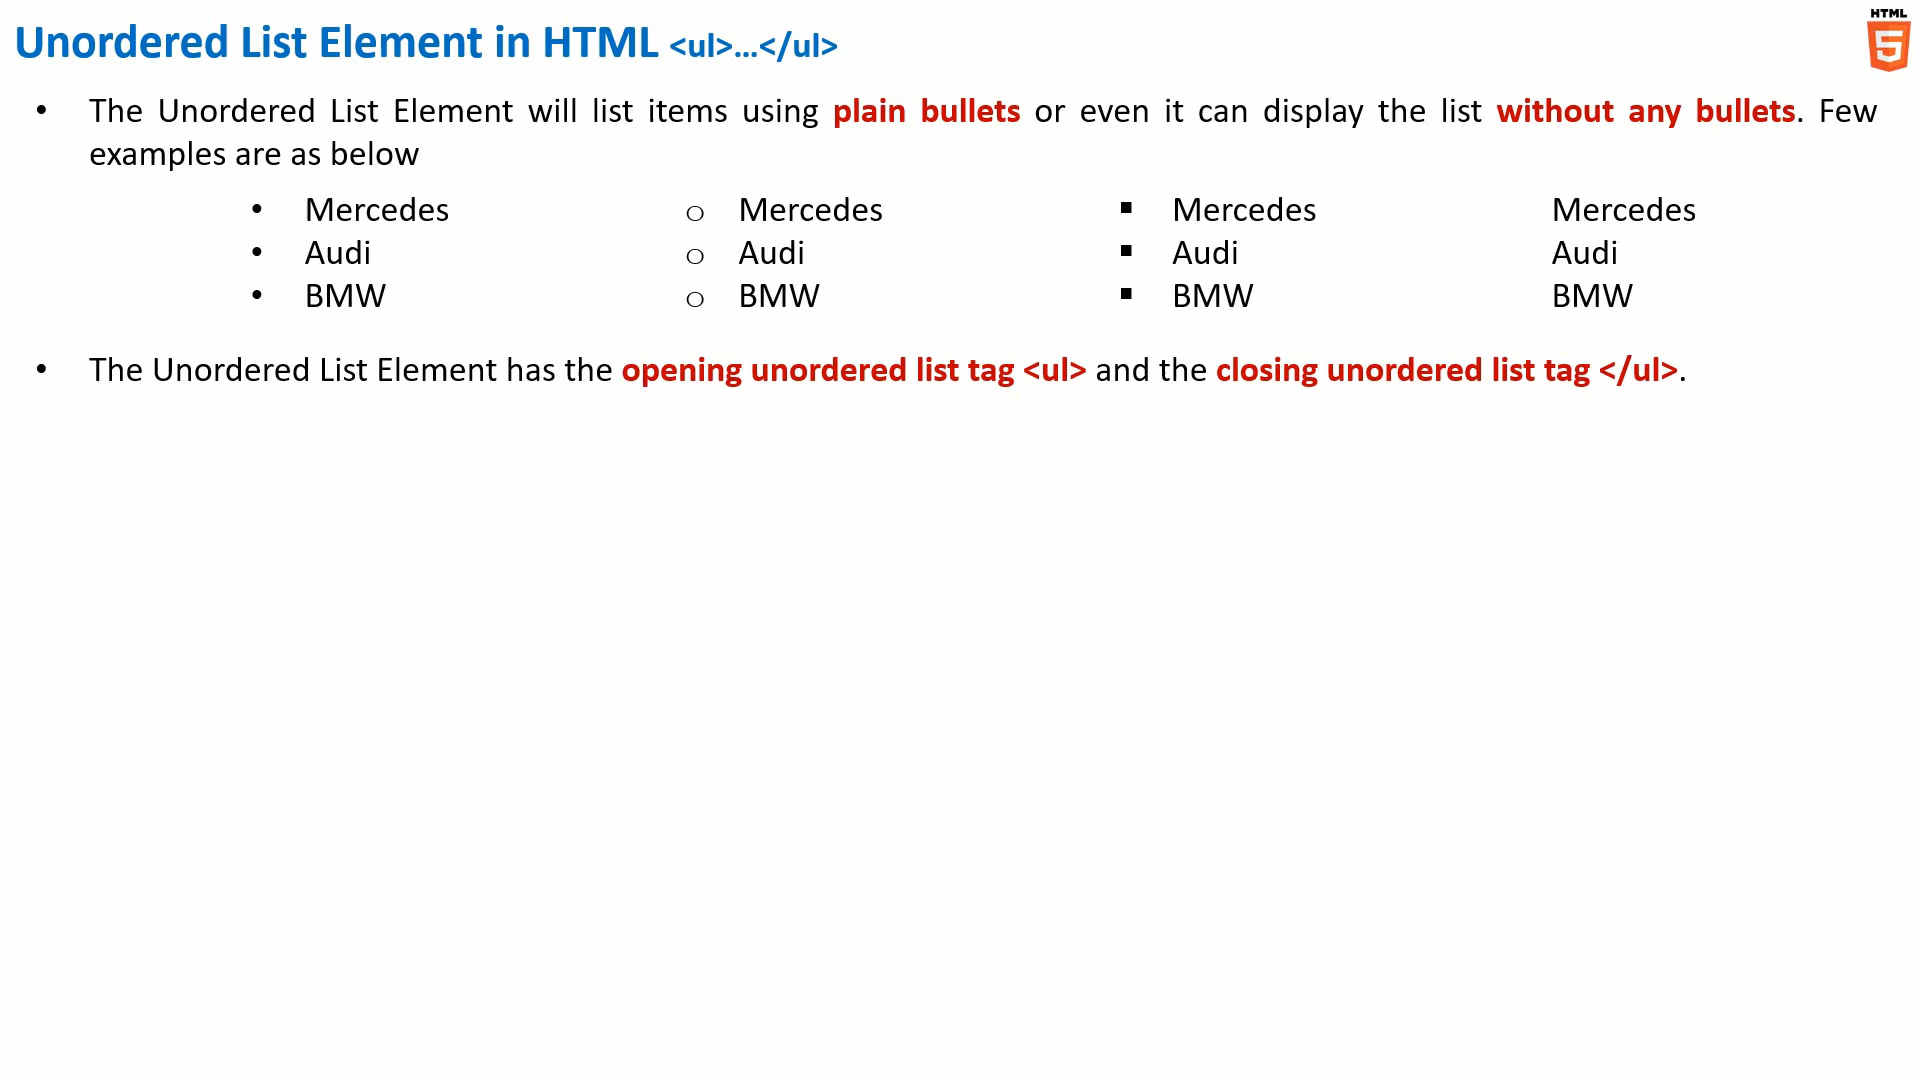 Unordered List Element in HTML <ul>…</ul>
HTML
5
• The Unordered List Element will list items using plain bullets or even it can display the list without any bullets. Few
examples are as below
• Mercedes
• Audi
• BMW
o Mercedes
o Audi
o BMW
▪ Mercedes
▪ Audi
▪ BMW
Mercedes
Audi
BMW
• The Unordered List Element has the opening unordered list tag <ul> and the closing unordered list tag </ul>.